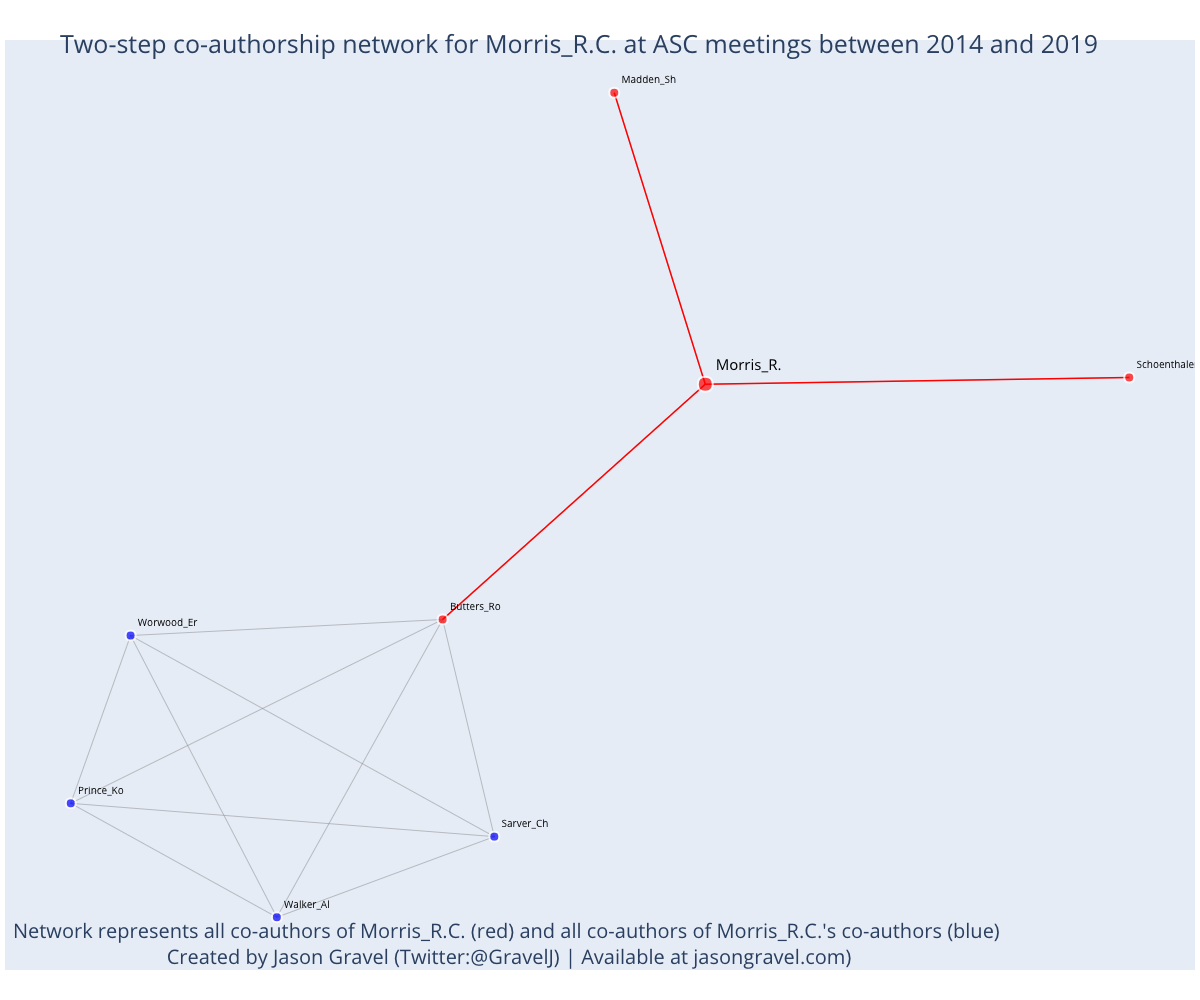 Two-step co-authorship network for Morris_R.C. at ASC meetings between 2014 and 2019
Madden_Sh
Morris_R.
Schoenthaler
Butters_Ro
Worwood_Er
Prince_Ko
Sarver_Ch
Walker_Al
Network represents all co-authors of Morris_R.C. (red) and all co-authors of Morris_R.C.'s co-authors (blue)
Created by Jason Gravel (Twitter:@GravelJ) | Available at jasongravel.com)